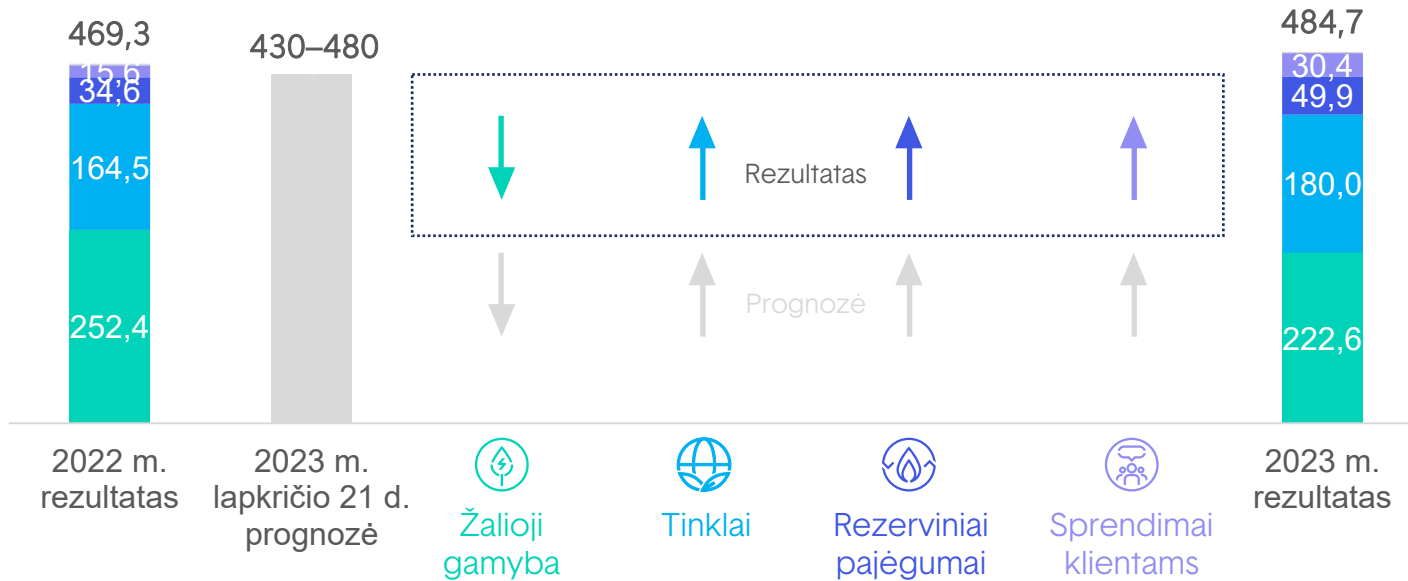 469,3
15,6
34,6
164,5
252,4
2022 m.
rezultatas
430–480
2023 m.
lapkričio 21 d.
prognozė
Rezultatas
Prognozė
Žalioji
gamyba
Tinklai
Rezerviniai
pajėgumai
Sprendimai
klientams
484,7
30,4
49,9
180,0
222,6
2023 m.
rezultatas